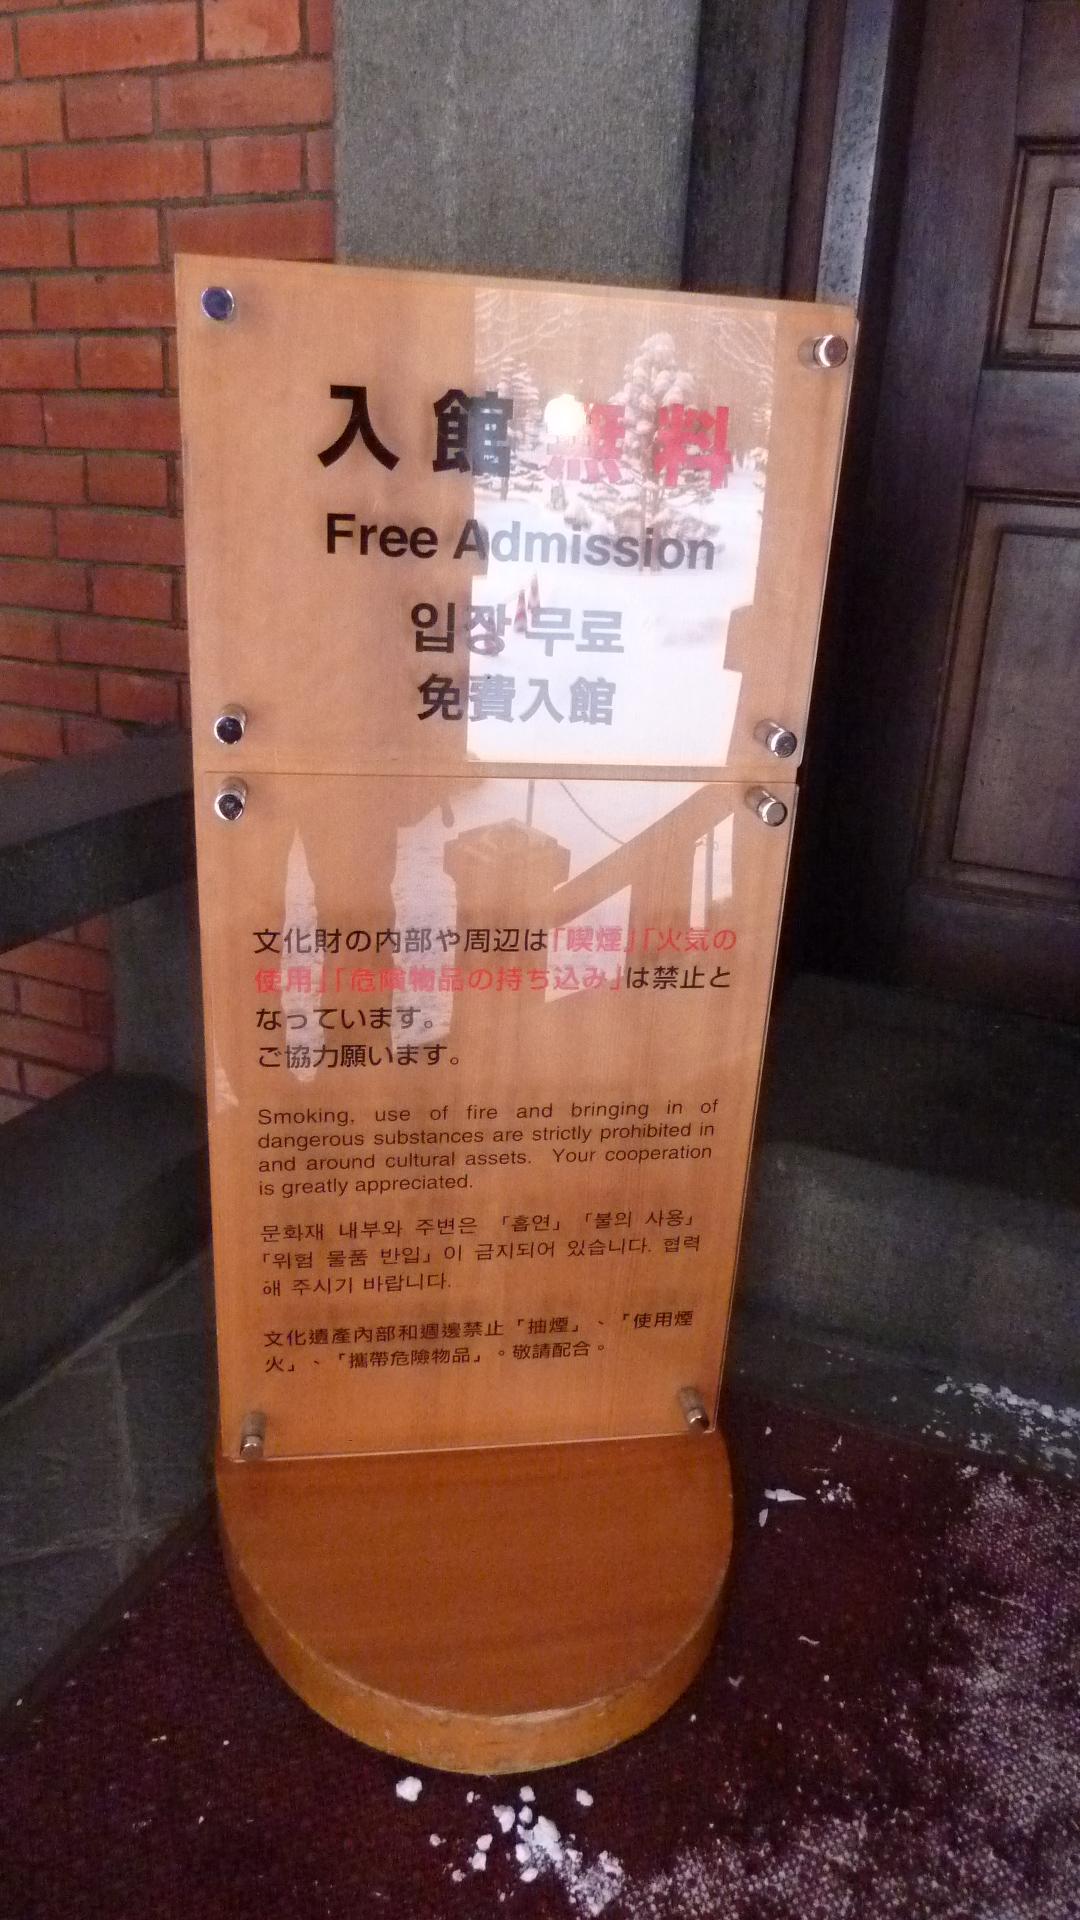 入館無料
Free Admission
입장 무료
免費入館
文化財の内部や周辺は「喫煙」「火気の
使用」「危険物品の持ち込み」は禁止と
なっています。
ご協力願います。
Smoking, use of fire and bringing in of
dangerous substances are strictly prohibited in
and around cultural assets. Your cooperation
is greatly appreciated.
문화재 내부와 주변은 「흡연」 「불의 사용」
「위험 물품 반입」이 금지되어 있습니다. 협력
해 주시기 바랍니다.
文化遺產內部和週邊禁止「抽煙」、「使用煙
火」、「攜帶危險物品」。敬請配合。